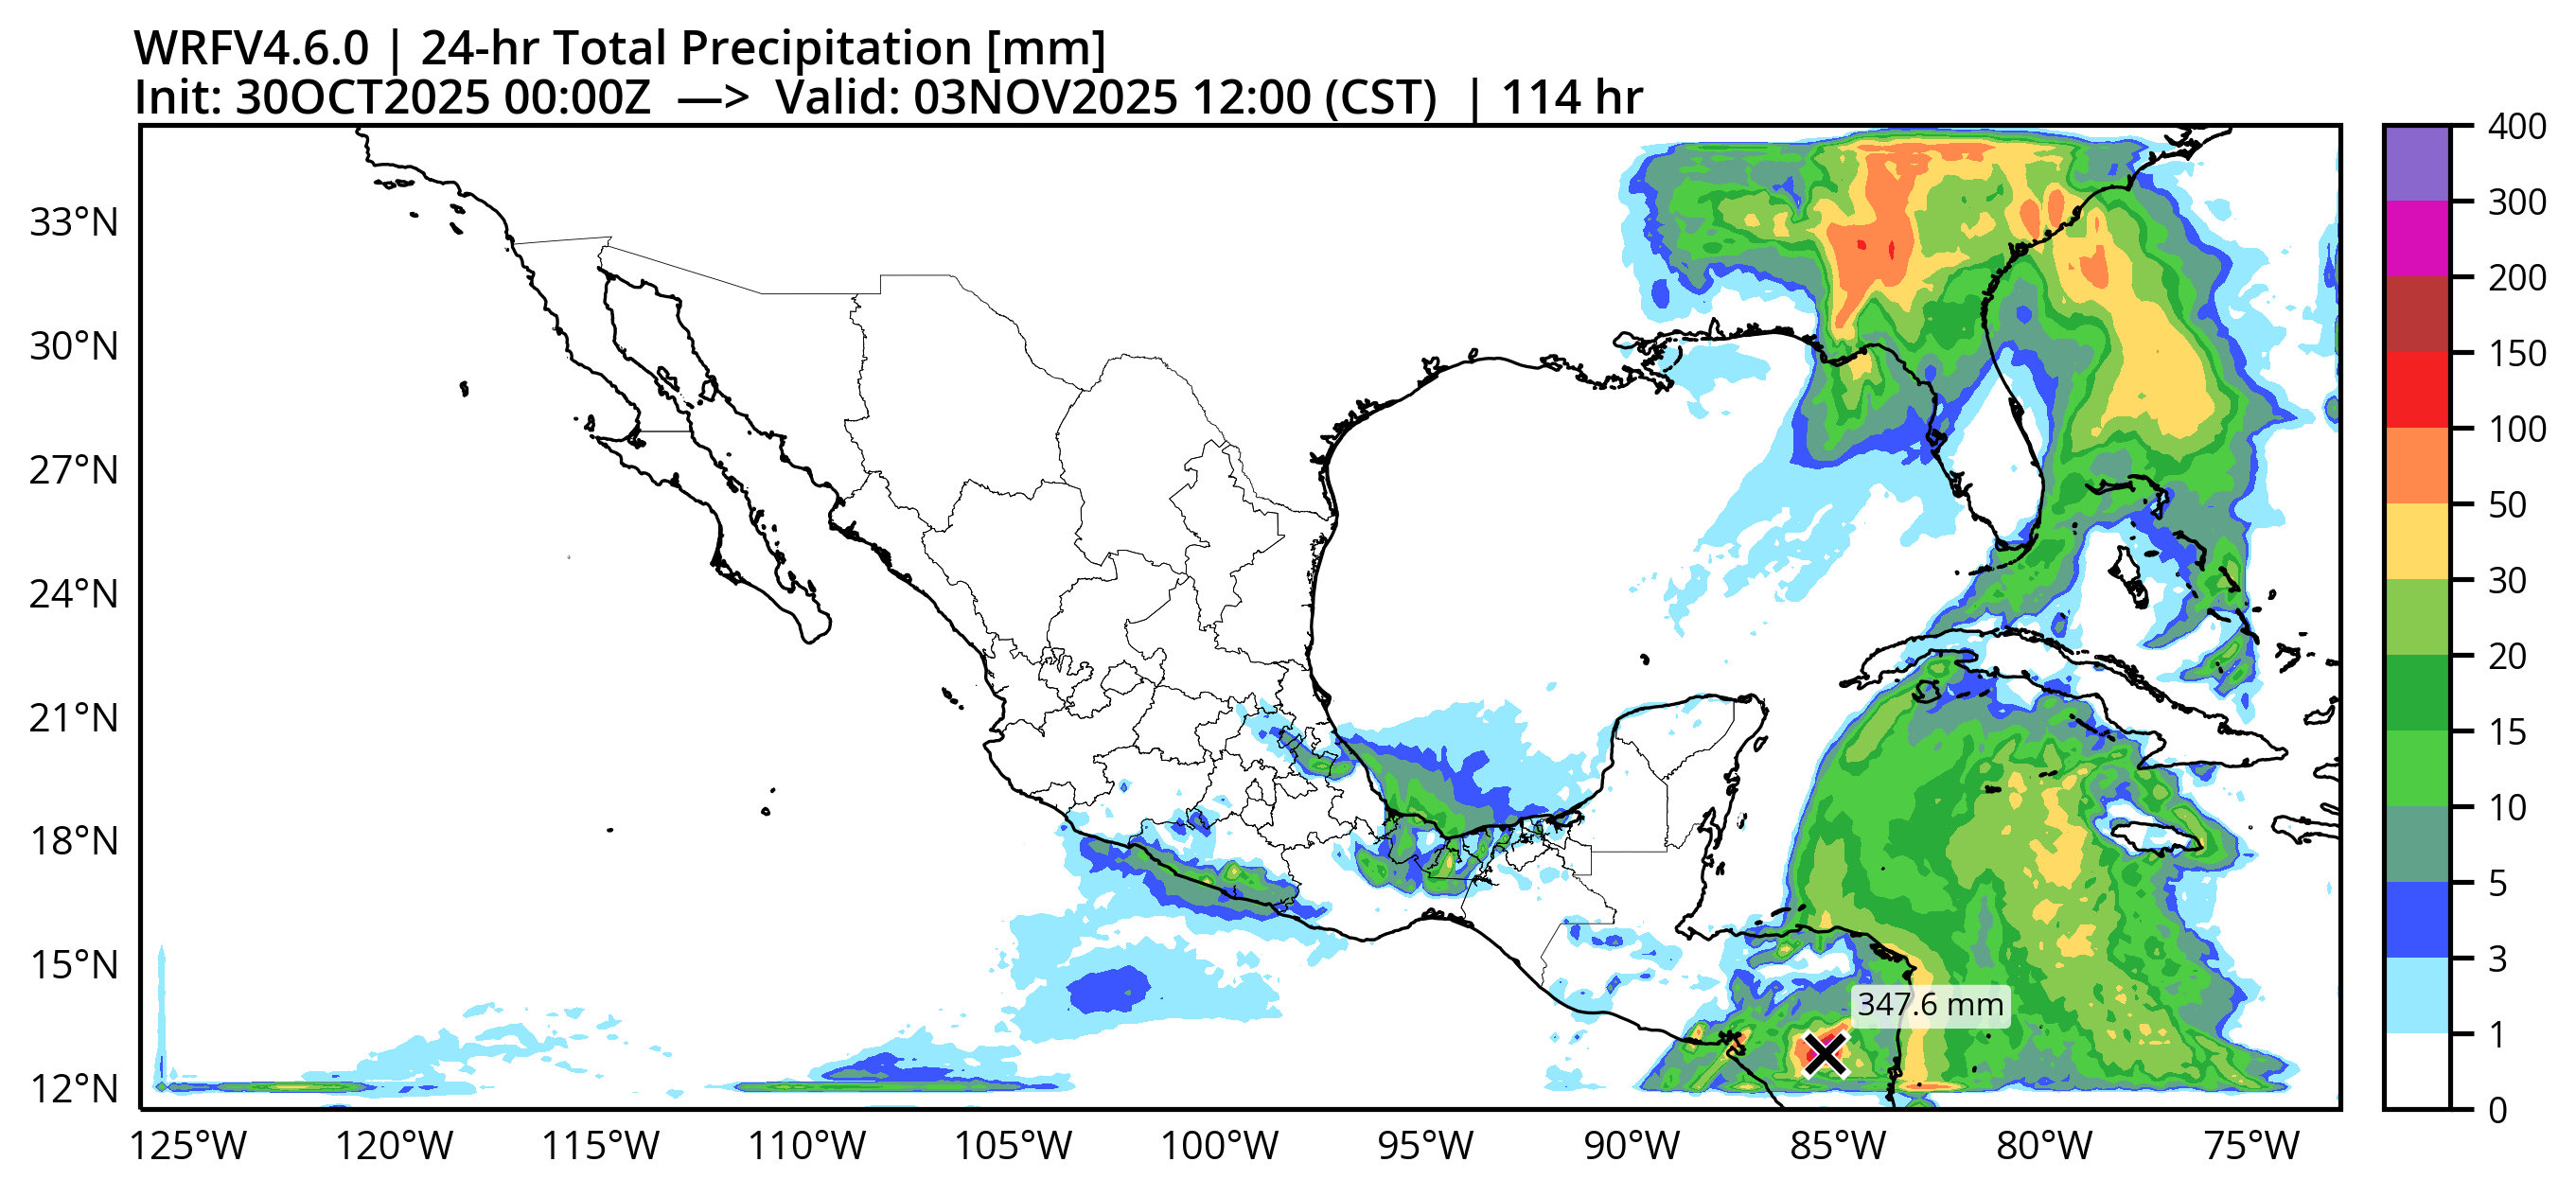 WRFV4.6.0 | 24-hr Total Precipitation [mm]
Init: 30OCT2025 00:00Z —> Valid: 03NOV2025 12:00 (CST) | 114 hr
33°N
30°N
27°N
24°N
21°N
18°N
15°N
12°N
125°W 120°W 115°W 110°W 105°W 100°W 95°W 90°W 85°W 80°W 75°W
347.6 mm
400
300
200
150
100
50
30
20
15
10
5
3
1
0